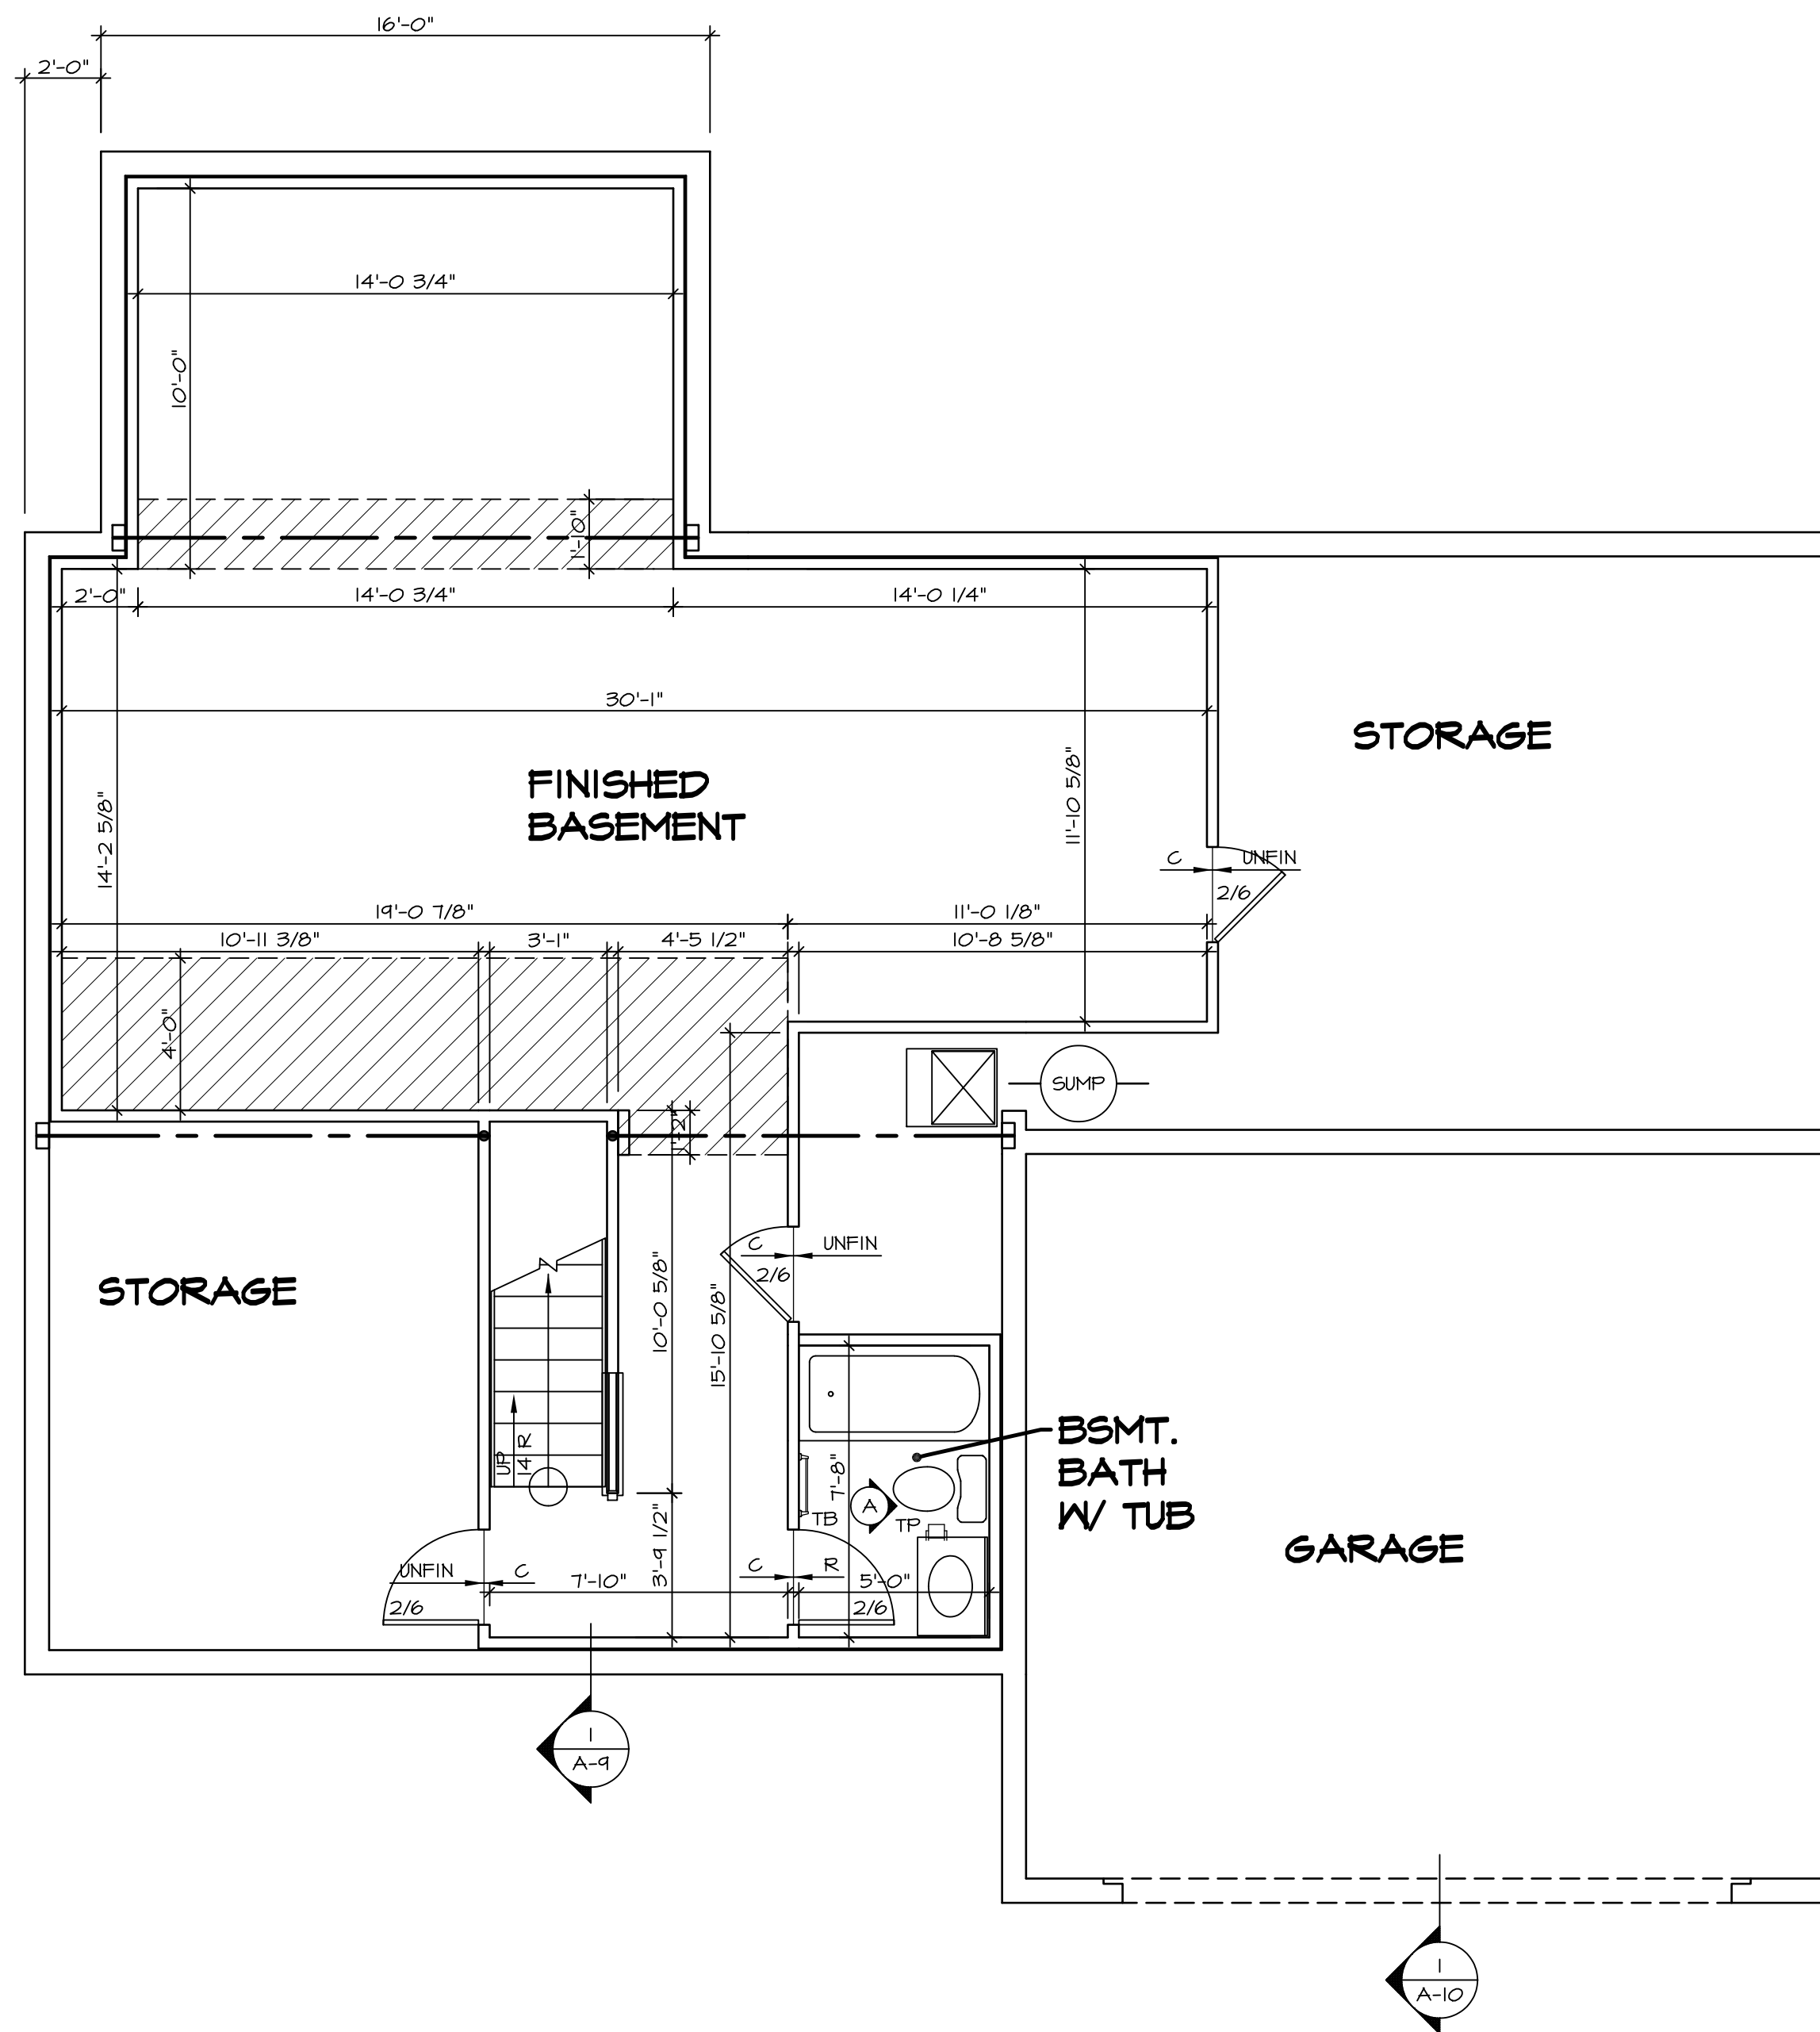 16'-0"
2'-0"
14'-0 3/4"
10'-0"
1'-10"
2'-0"
14'-0 3/4"
14'-0 1/4"
30'-1"
STORAGE
FINISHED
BASEMENT
14'-2 5/8"
11'-10 5/8"
C
UNFIN
2/6
19'-0 7/8"
11'-0 1/8"
10'-11 3/8"
3'-1"
4'-5 1/2"
10'-8 5/8"
4'-0"
SUMP
1'-2"
C
UNFIN
2/6
STORAGE
10'-0 5/8"
15'-10 5/8"
UP
14 R
BSMT.
BATH
W/ TUB
7'-8"
A
TB
TP
GARAGE
3'-9 1/2"
UNFIN
C
2/6
7'-10"
C
R
5'-0"
2/6
1
A-9
1
A-10